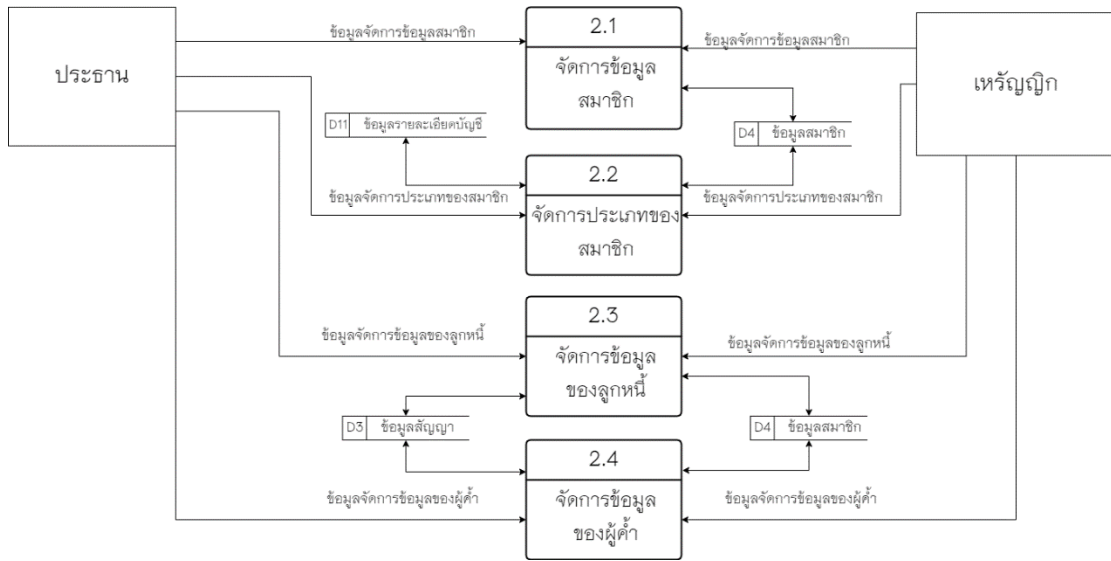 ประธาน
ข้อมูลจัดการข้อมูลสมาชิก
2.1
จัดการข้อมูล
สมาชิก
ข้อมูลจัดการข้อมูลสมาชิก
เหรัญญิก
D11 ข้อมูลรายละเอียดบัญชี
D4 ข้อมูลสมาชิก
2.2
จัดการประเภทของ
สมาชิก
ข้อมูลจัดการประเภทของสมาชิก
ข้อมูลจัดการประเภทของสมาชิก
2.3
จัดการข้อมูล
ของลูกหนี้
ข้อมูลจัดการข้อมูลของลูกหนี้
ข้อมูลจัดการข้อมูลของลูกหนี้
D3 ข้อมูลสัญญา
D4 ข้อมูลสมาชิก
2.4
จัดการข้อมูล
ของผู้ค้ำ
ข้อมูลจัดการข้อมูลของผู้ค้ำ
ข้อมูลจัดการข้อมูลของผู้ค้ำ